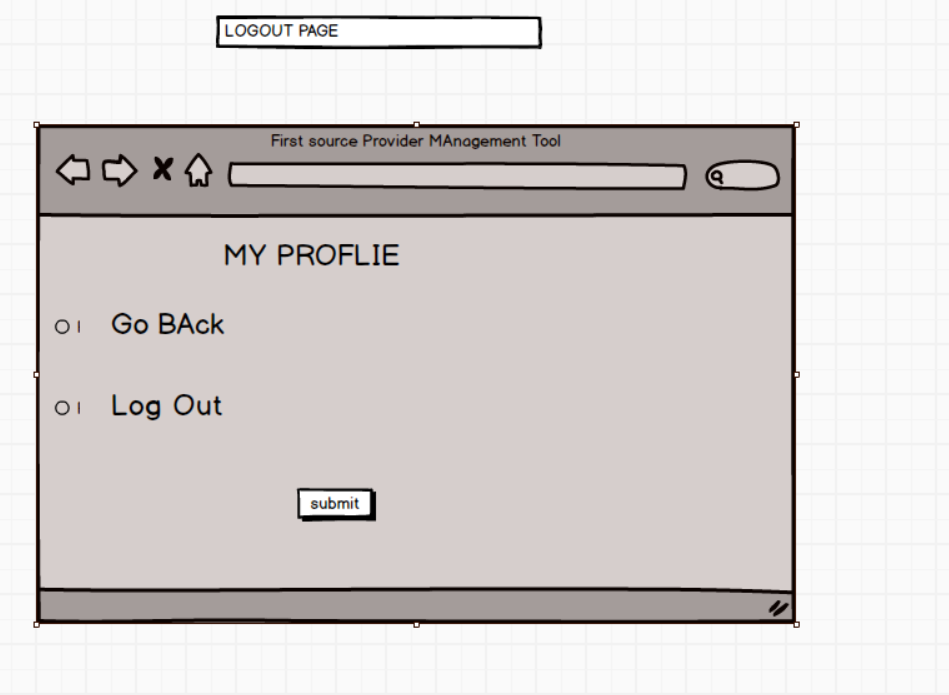 LOGOUT PAGE
First source Provider MAnagement Tool
MY PROFLIE
Go BAck
Log Out
submit